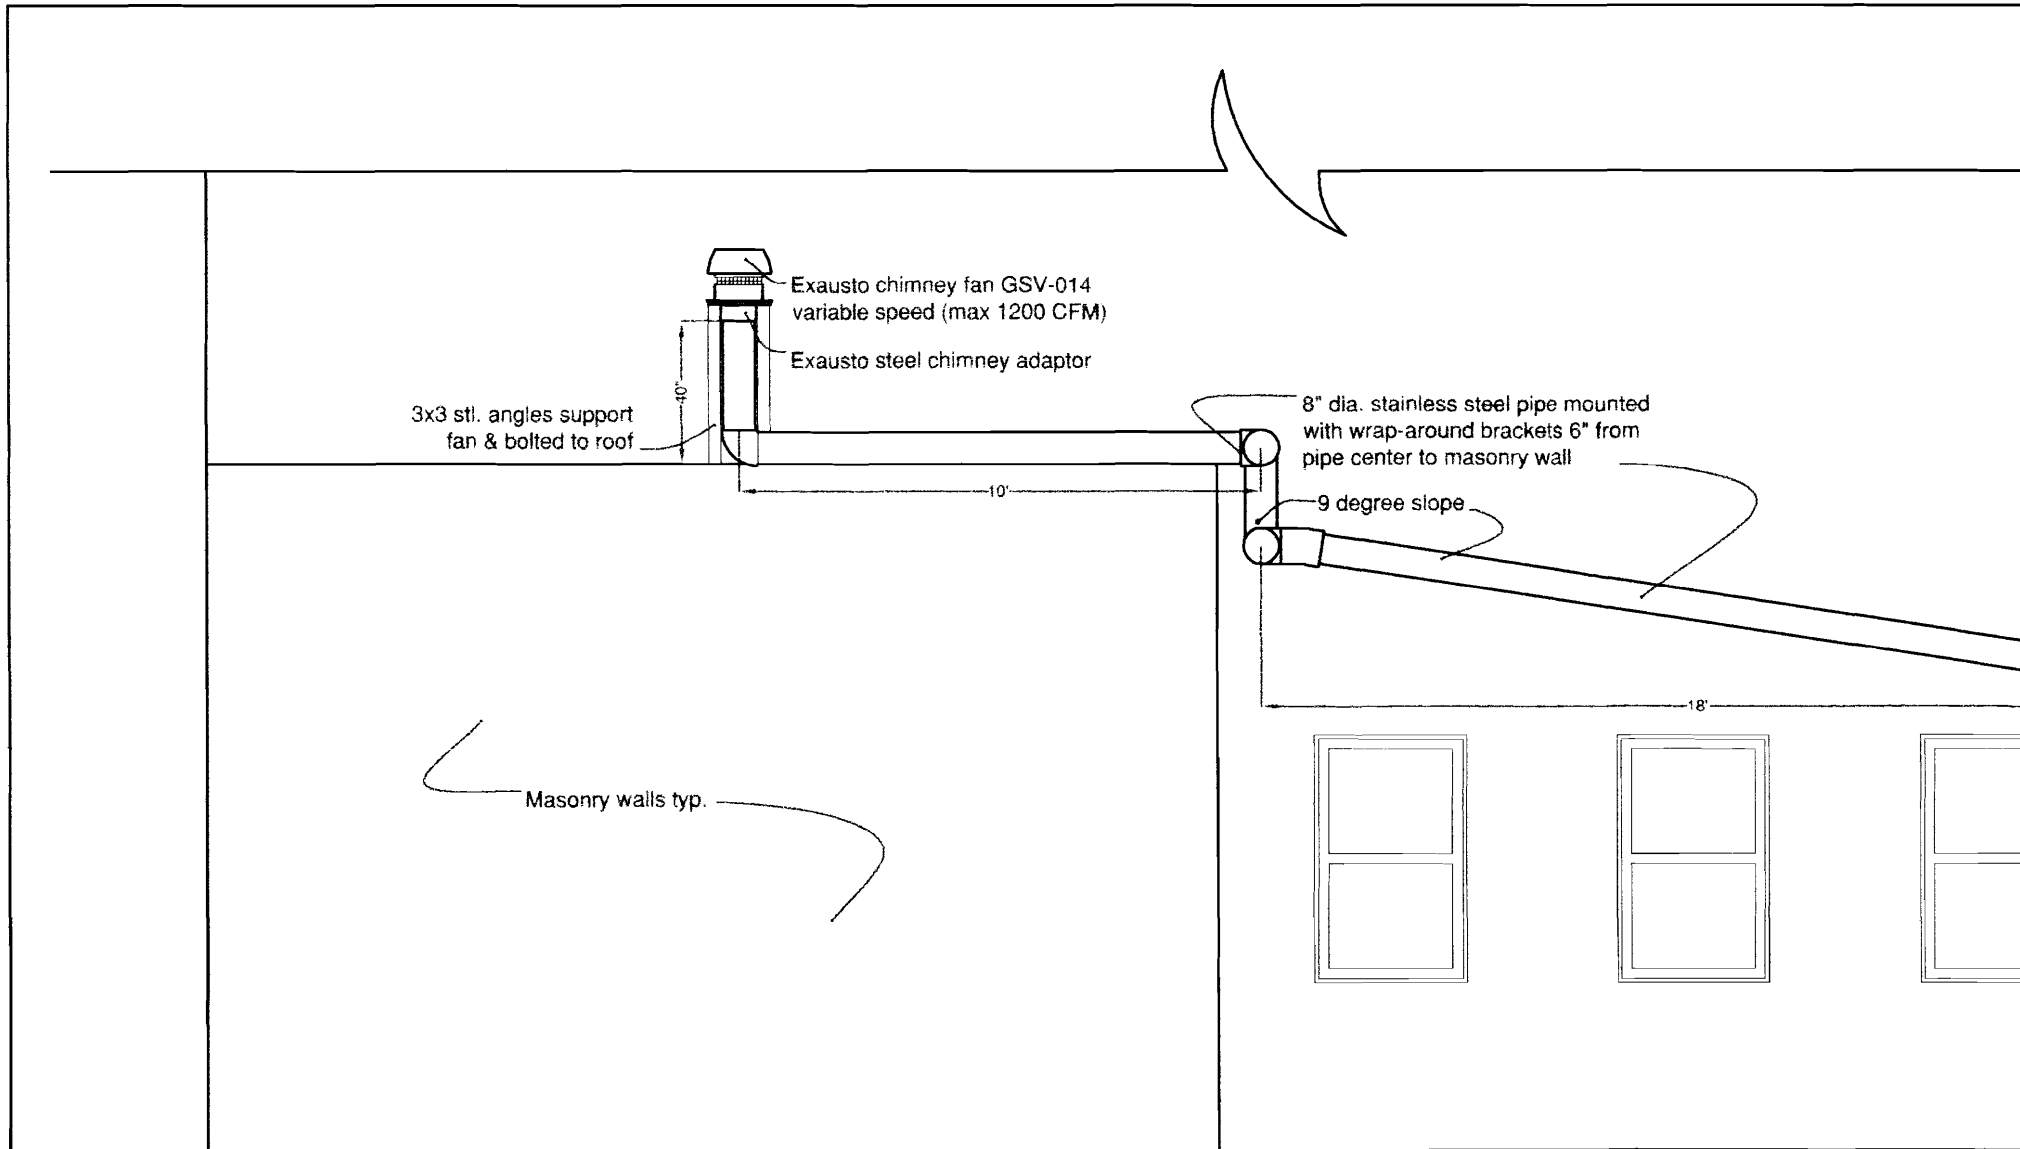 Exausto chimney fan GSV-014
variable speed (max 1200 CFM)
Exausto steel chimney adaptor
40"
3x3 stl. angles support
fan & bolted to roof
8" dia. stainless steel pipe mounted
with wrap-around brackets 6" from
pipe center to masonry wall
10'
9 degree slope
18'
Masonry walls typ.